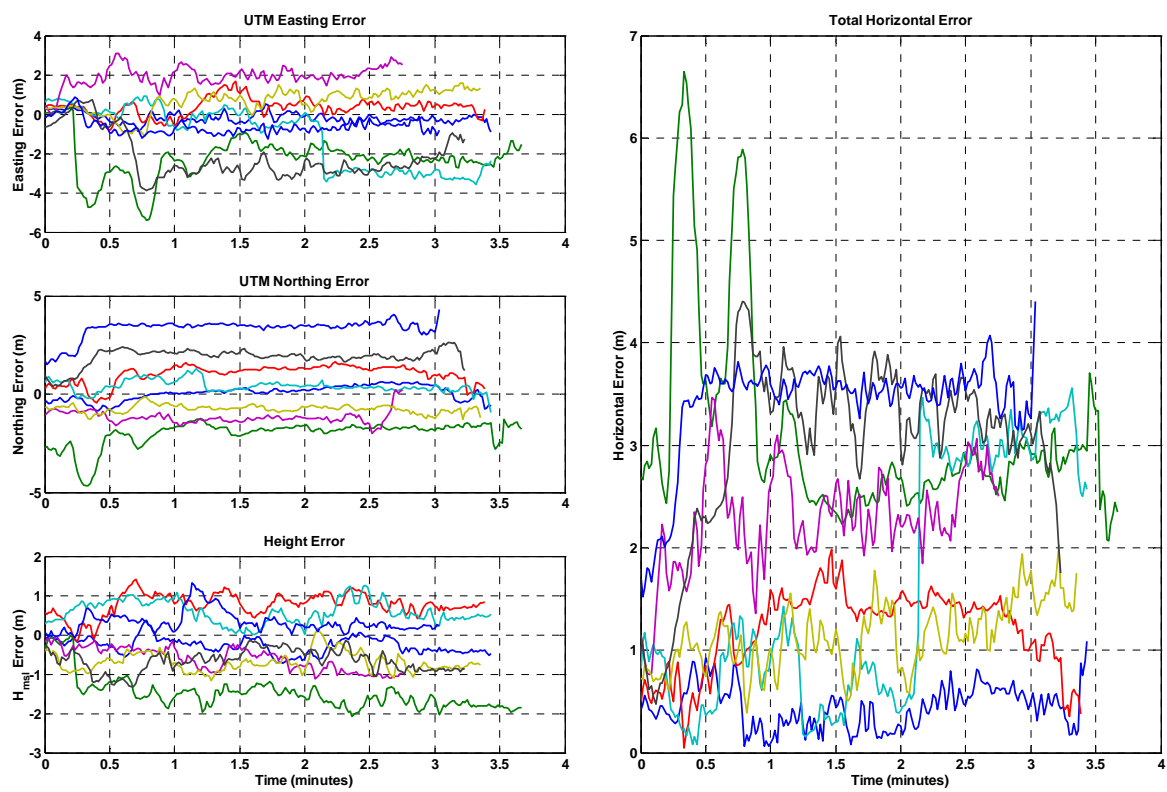 UTM Easting Error
Easting Error (m)
4
2
0
-2
-4
-6
0 0.5 1 1.5 2 2.5 3 3.5 4
UTM Northing Error
Northing Error (m)
5
0
-5
0 0.5 1 1.5 2 2.5 3 3.5 4
Height Error
H_msl Error (m)
2
1
0
-1
-2
-3
0 0.5 1 1.5 2 2.5 3 3.5 4
Time (minutes)
Total Horizontal Error
Horizontal Error (m)
7
6
5
4
3
2
1
0
0 0.5 1 1.5 2 2.5 3 3.5 4
Time (minutes)